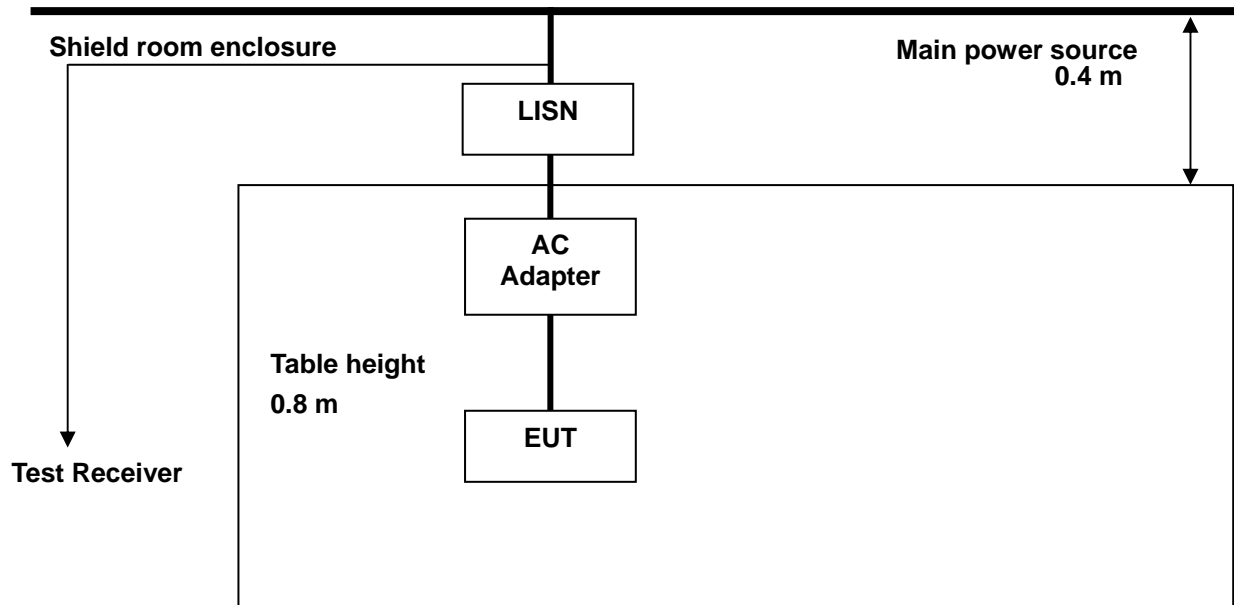 Shield room enclosure
Main power source
0.4 m
LISN
AC
Adapter
Table height
0.8 m
EUT
Test Receiver